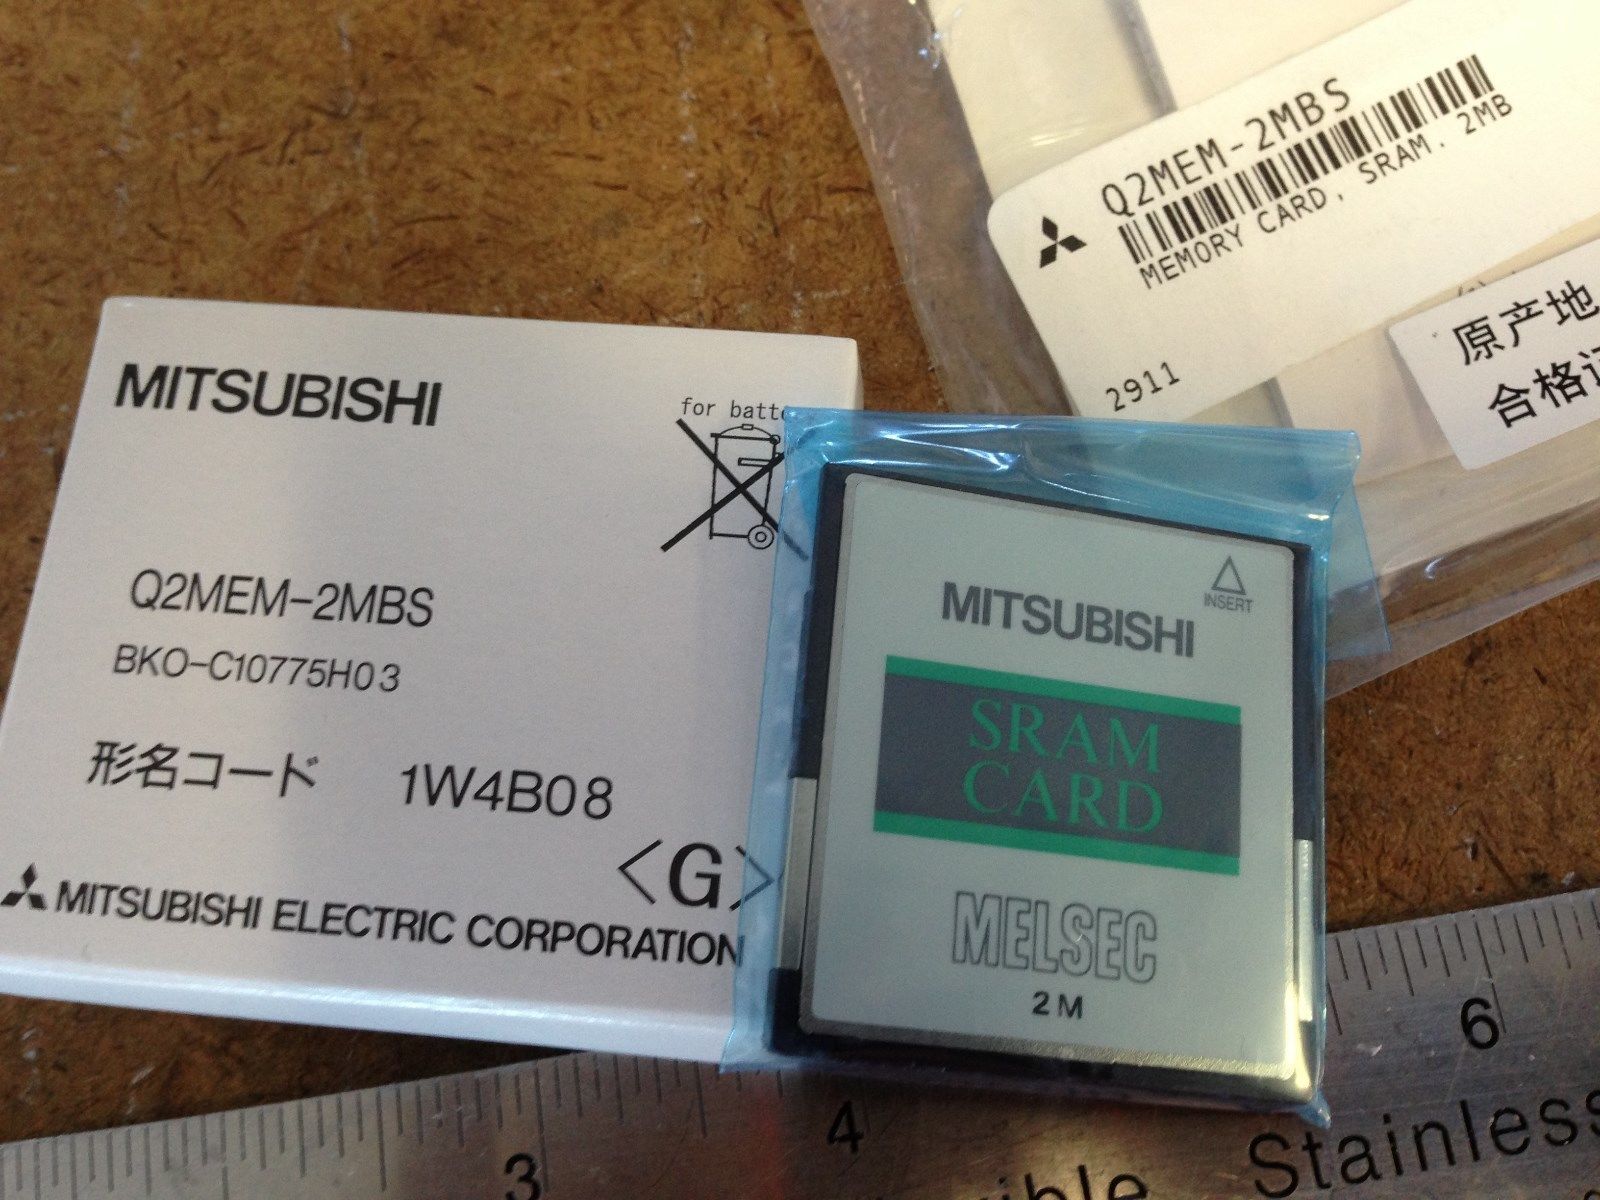 MITSUBISHI
for
Q2MEM-2MBS
BKO-C10775H03
形名コード 1W4B08
<G>
MITSUBISHI ELECTRIC CORPORATION
INSERT
MITSUBISHI
SRAM
CARD
MELSEC
2M
Q2MEM-2MBS
MEMORY CARD, SRAM. 2MB
2911
原产地
合格
3
4
6
Stainless